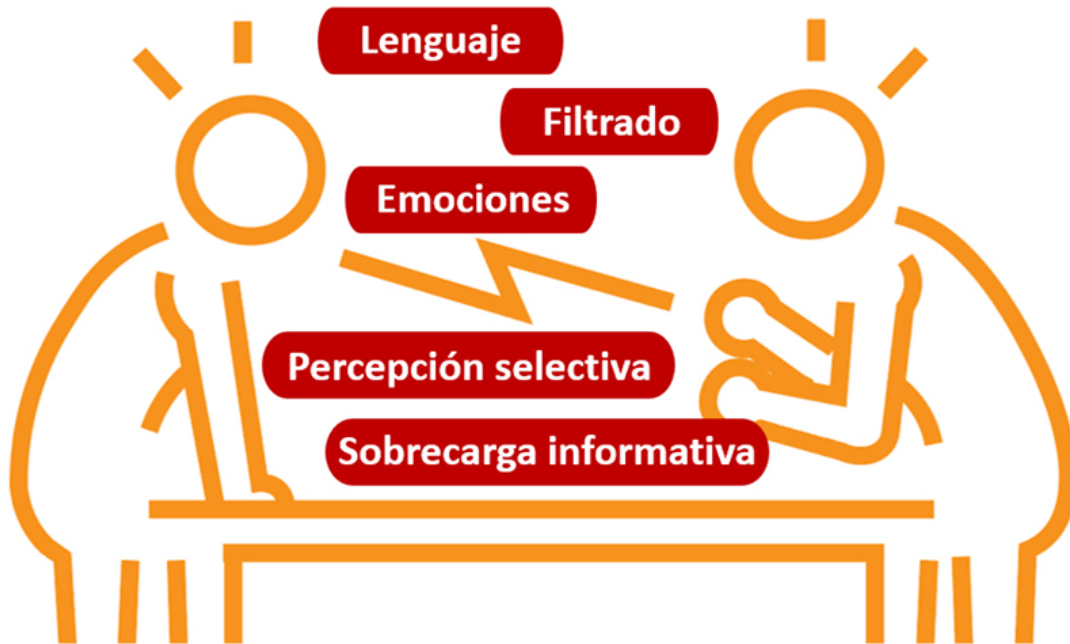 Lenguaje
Filtrado
Emociones
Percepción selectiva
Sobrecarga informativa